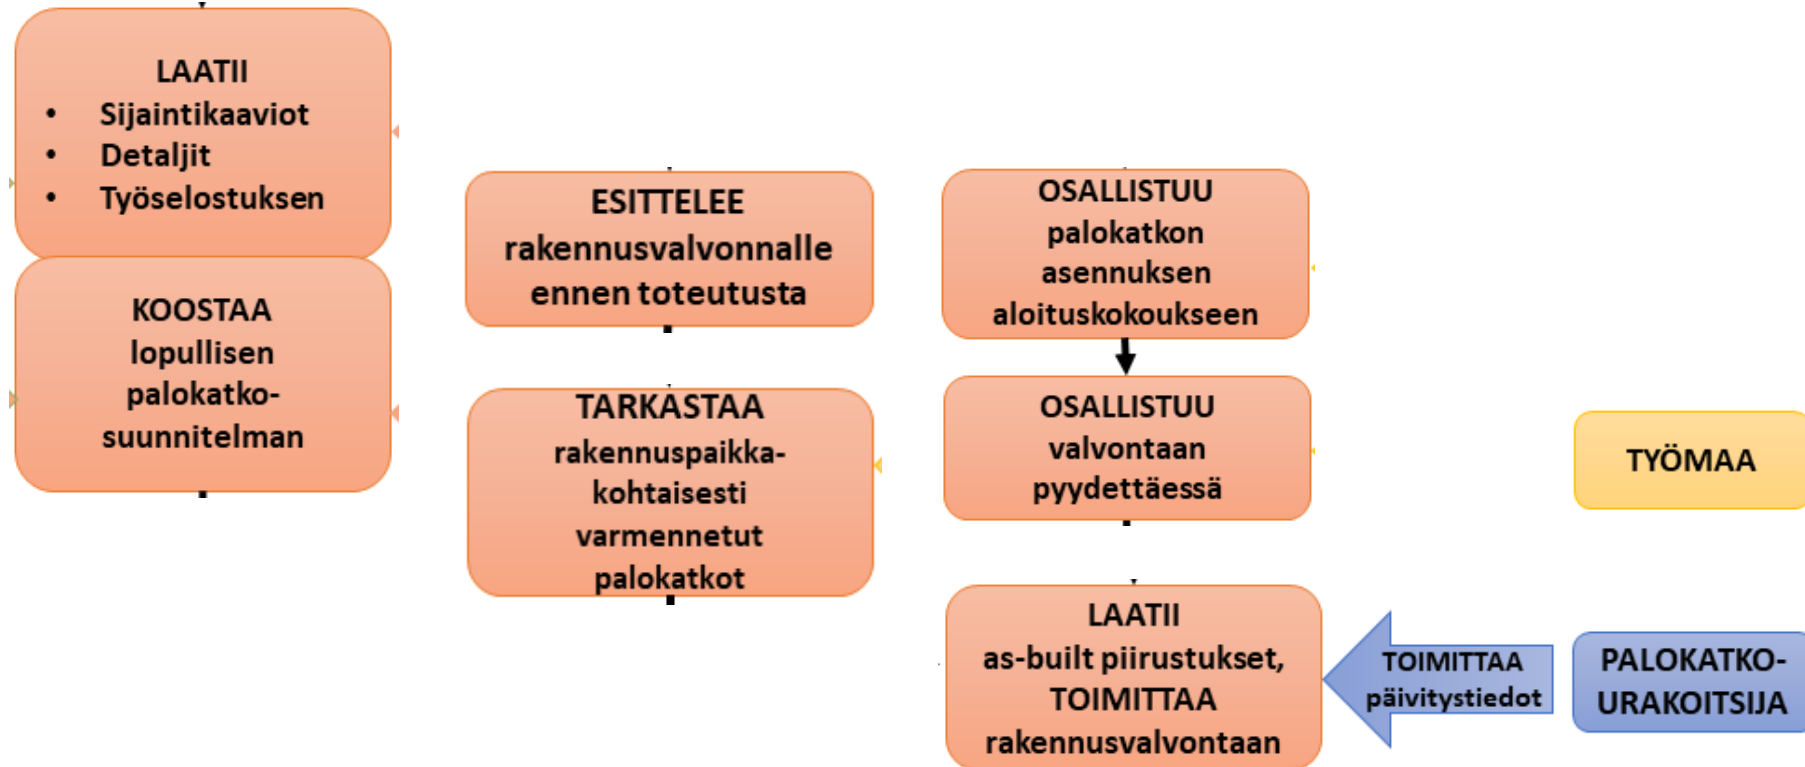 LAATII
• Sijaintikaaviot
• Detaljit
• Työselostuksen
KOOSTAA
lopullisen
palokatko-
suunnitelman
ESITTELEE
rakennusvalvonnalle
ennen toteutusta
TARKASTAA
rakennuspaikka-
kohtaisesti
varmennetut
palokatkot
OSALLISTUU
palokatkon
asennuksen
aloituskokoukseen
OSALLISTUU
valvontaan
pyydettäessä
LAATII
as-built piirustukset,
TOIMITTAA
rakennusvalvontaan
TOIMITTAA
päivitystiedot
TYÖMAA
PALOKATKO-
URAKOITSIJA